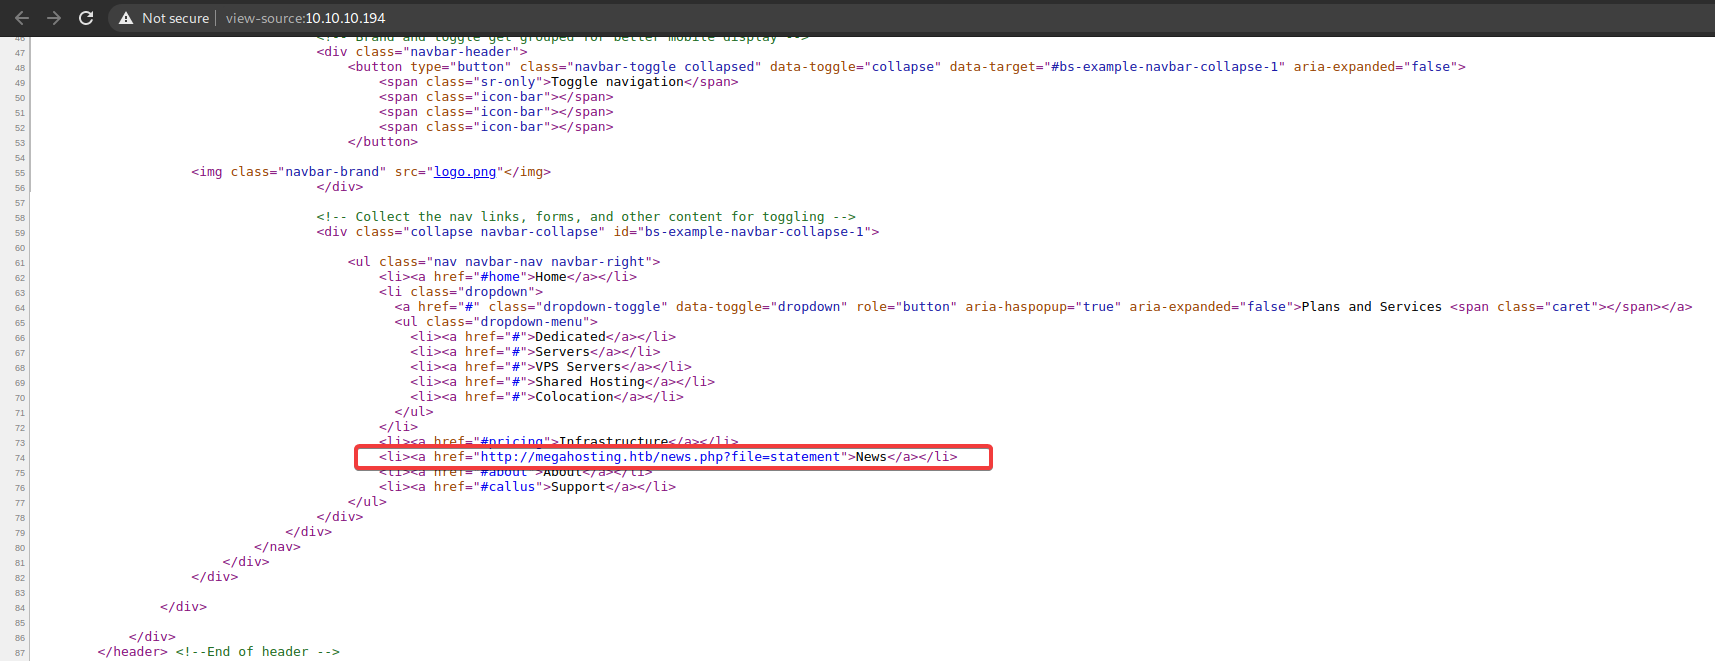 Not secure view-source:10.10.10.194
46 <!-- Brand and toggle get grouped for better mobile display -->
47 <div class="navbar-header">
48 <button type="button" class="navbar-toggle collapsed" data-toggle="collapse" data-target="#bs-example-navbar-collapse-1" aria-expanded="false">
49 <span class="sr-only">Toggle navigation</span>
50 <span class="icon-bar"></span>
51 <span class="icon-bar"></span>
52 <span class="icon-bar"></span>
53 </button>
54
55 <img class="navbar-brand" src="logo.png"</img>
56 </div>
57
58 <!-- Collect the nav links, forms, and other content for toggling -->
59 <div class="collapse navbar-collapse" id="bs-example-navbar-collapse-1">
60
61 <ul class="nav navbar-nav navbar-right">
62 <li><a href="#home">Home</a></li>
63 <li class="dropdown">
64 <a href="#" class="dropdown-toggle" data-toggle="dropdown" role="button" aria-haspopup="true" aria-expanded="false">Plans and Services <span class="caret"></span></a>
65 <ul class="dropdown-menu">
66 <li><a href="#">Dedicated</a></li>
67 <li><a href="#">Servers</a></li>
68 <li><a href="#">VPS Servers</a></li>
69 <li><a href="#">Shared Hosting</a></li>
70 <li><a href="#">Colocation</a></li>
71 </ul>
72 </li>
73 <li><a href="#pricing">Infrastructure</a></li>
74 <li><a href="http://megahosting.htb/news.php?file=statement">News</a></li>
75 <li><a href="#about">About</a></li>
76 <li><a href="#callus">Support</a></li>
77 </ul>
78 </div>
79 </div>
80 </nav>
81 </div>
82 </div>
83
84 </div>
85
86 </div>
87 </header> <!--End of header -->